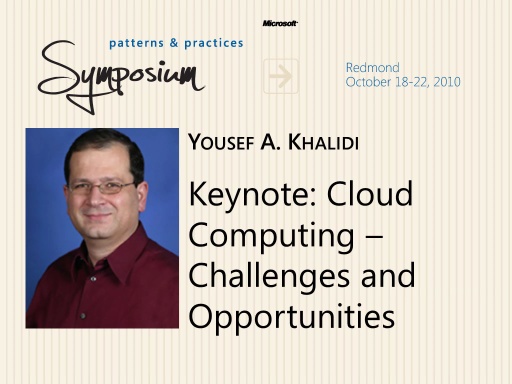 Microsoft
patterns & practices
Symposium
Redmond
October 18-22, 2010
Yousef A. Khalidi
Keynote: Cloud
Computing –
Challenges and
Opportunities